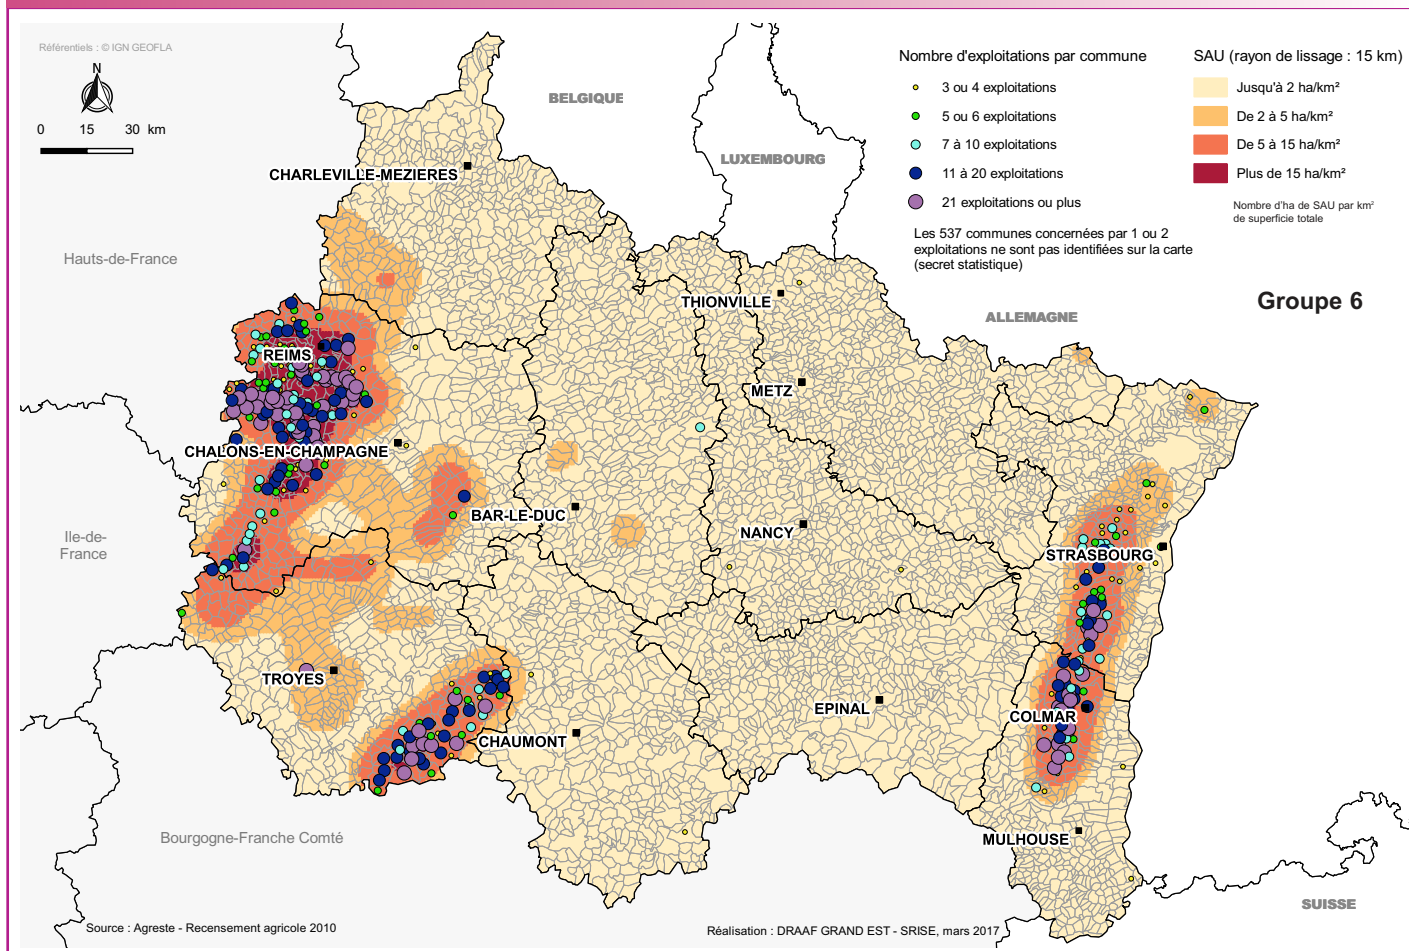 Référentiels : © IGN GEOFLA
N
0 15 30 km
Nombre d'exploitations par commune
3 ou 4 exploitations
5 ou 6 exploitations
7 à 10 exploitations
11 à 20 exploitations
21 exploitations ou plus
Les 537 communes concernées par 1 ou 2
exploitations ne sont pas identifiées sur la carte
(secret statistique)
SAU (rayon de lissage : 15 km)
Jusqu'à 2 ha/km²
De 2 à 5 ha/km²
De 5 à 15 ha/km²
Plus de 15 ha/km²
Nombre d'ha de SAU par km²
de superficie totale
Groupe 6
BELGIQUE
LUXEMBOURG
CHARLEVILLE-MEZIERES
Hauts-de-France
THIONVILLE
ALLEMAGNE
REIMS
METZ
CHALONS-EN-CHAMPAGNE
BAR-LE-DUC
NANCY
Ile-de-
France
STRASBOURG
TROYES
EPINAL
COLMAR
CHAUMONT
Bourgogne-Franche Comté
MULHOUSE
SUISSE
Source : Agreste - Recensement agricole 2010
Réalisation : DRAAF GRAND EST - SRISE, mars 2017